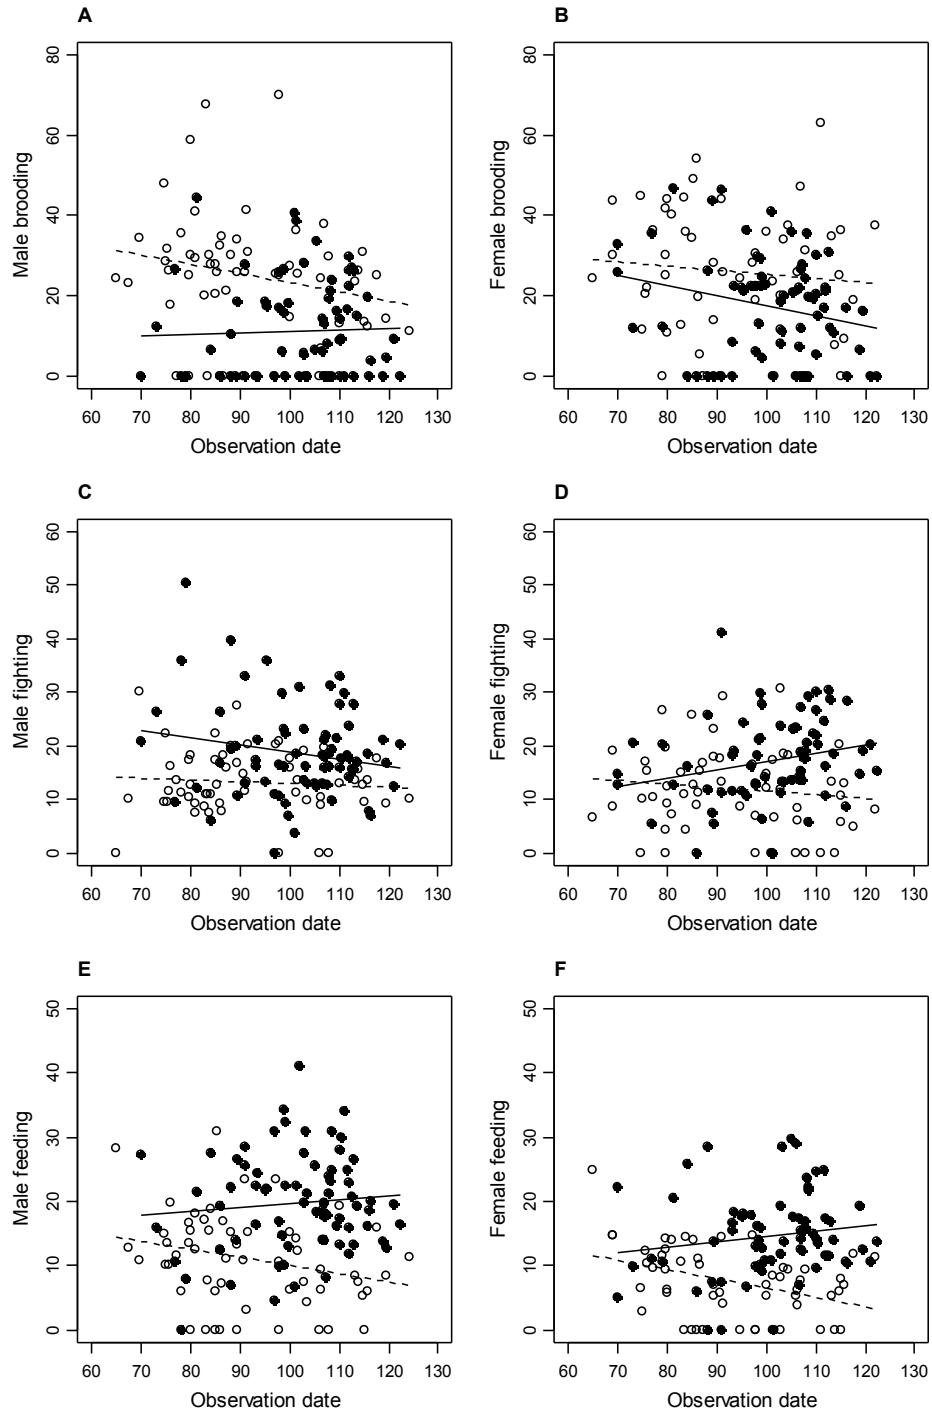 A
B
80
60
40
20
0
Male brooding
60 70 80 90 100 110 120 130
Observation date
80
60
40
20
0
Female brooding
60 70 80 90 100 110 120 130
Observation date
C
D
60
50
40
30
20
10
0
Male fighting
60 70 80 90 100 110 120 130
Observation date
60
50
40
30
20
10
0
Female fighting
60 70 80 90 100 110 120 130
Observation date
E
F
50
40
30
20
10
0
Male feeding
60 70 80 90 100 110 120 130
Observation date
50
40
30
20
10
0
Female feeding
60 70 80 90 100 110 120 130
Observation date